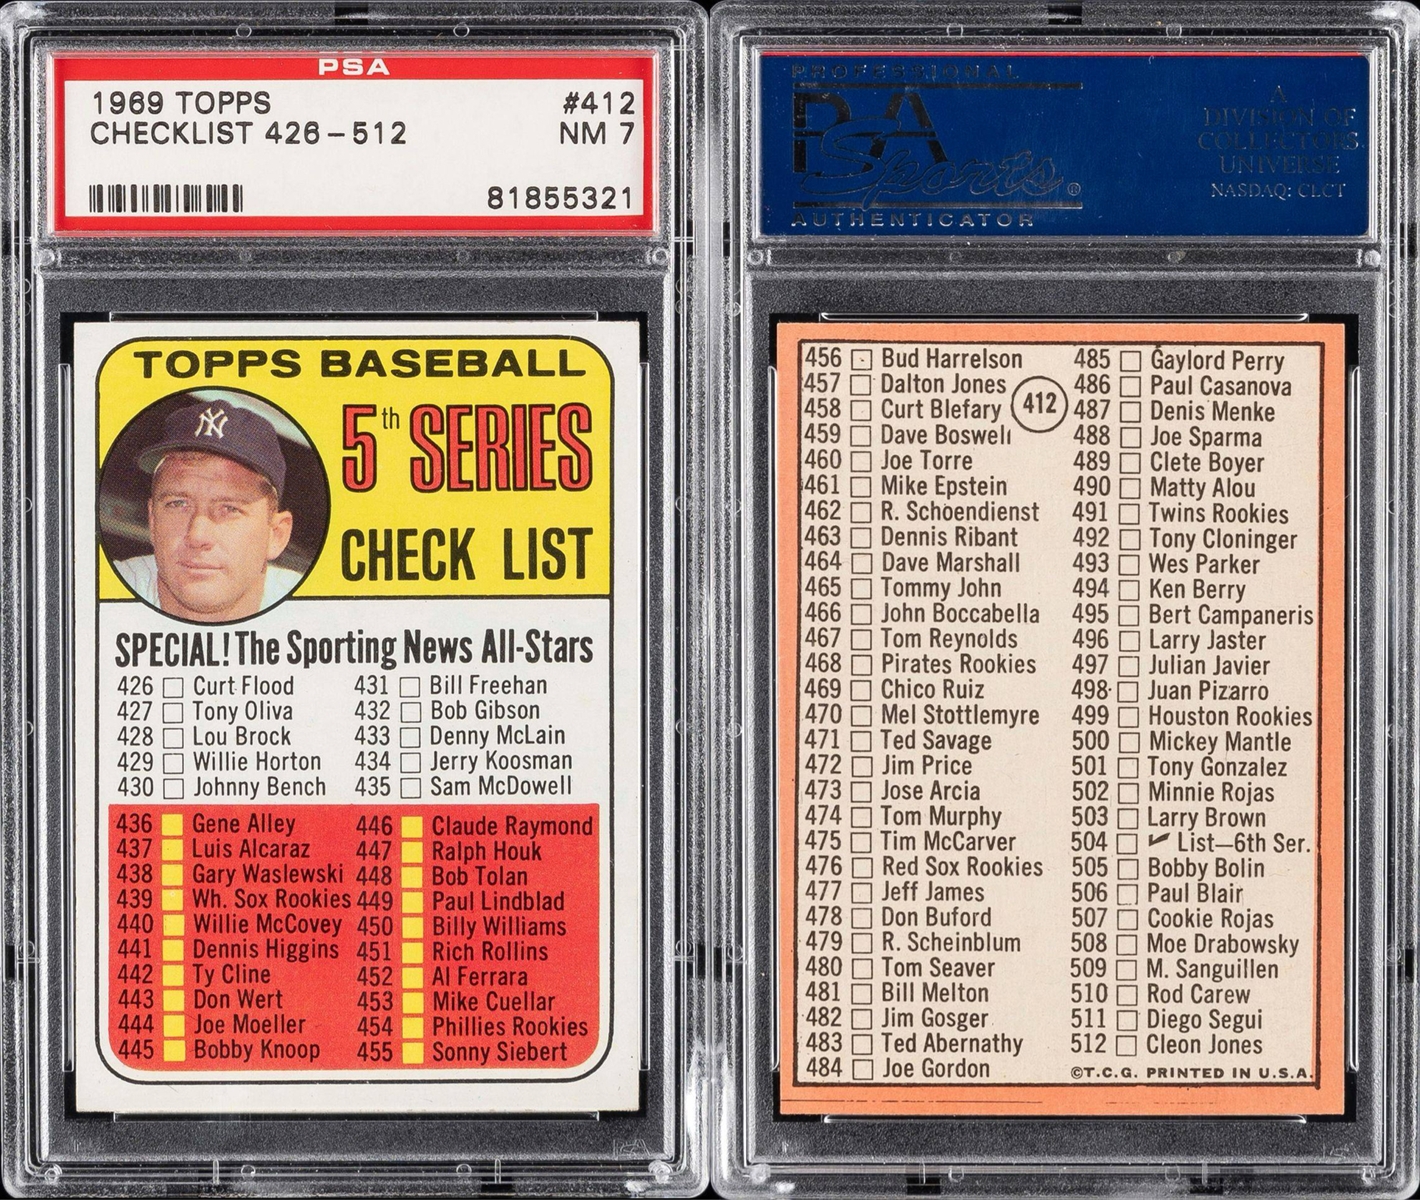 PSA
1969 TOPPS #412
CHECKLIST 426-512 NM 7
81855321
TOPPS BASEBALL
5th SERIES
CHECK LIST
NY
SPECIAL! The Sporting News All-Stars
426 Curt Flood
427 Tony Oliva
428 Lou Brock
429 Willie Horton
430 Johnny Bench
431 Bill Freehan
432 Bob Gibson
433 Denny McLain
434 Jerry Koosman
435 Sam McDowell
436 Gene Alley
437 Luis Alcaraz
438 Gary Waslewski
439 Wh. Sox Rookies
440 Willie McCovey
441 Dennis Higgins
442 Ty Cline
443 Don Wert
444 Joe Moeller
445 Bobby Knoop
446 Claude Raymond
447 Ralph Houk
448 Bob Tolan
449 Paul Lindblad
450 Billy Williams
451 Rich Rollins
452 Al Ferrara
453 Mike Cuellar
454 Phillies Rookies
455 Sonny Siebert
PROFESSIONAL
PSA
Sports®
AUTHENTICATOR
A
DIVISION OF
COLLECTORS
UNIVERSE
NASDAQ: CLCT
412
456 Bud Harrelson
457 Dalton Jones
458 Curt Blefary
459 Dave Boswell
460 Joe Torre
461 Mike Epstein
462 R. Schoendienst
463 Dennis Ribant
464 Dave Marshall
465 Tommy John
466 John Boccabella
467 Tom Reynolds
468 Pirates Rookies
469 Chico Ruiz
470 Mel Stottlemyre
471 Ted Savage
472 Jim Price
473 Jose Arcia
474 Tom Murphy
475 Tim McCarver
476 Red Sox Rookies
477 Jeff James
478 Don Buford
479 R. Scheinblum
480 Tom Seaver
481 Bill Melton
482 Jim Gosger
483 Ted Abernathy
484 Joe Gordon
485 Gaylord Perry
486 Paul Casanova
487 Denis Menke
488 Joe Sparma
489 Clete Boyer
490 Matty Alou
491 Twins Rookies
492 Tony Cloninger
493 Wes Parker
494 Ken Berry
495 Bert Campaneris
496 Larry Jaster
497 Julian Javier
498 Juan Pizarro
499 Houston Rookies
500 Mickey Mantle
501 Tony Gonzalez
502 Minnie Rojas
503 Larry Brown
504 ✓ List—6th Ser.
505 Bobby Bolin
506 Paul Blair
507 Cookie Rojas
508 Moe Drabowsky
509 M. Sanguillen
510 Rod Carew
511 Diego Segui
512 Cleon Jones
©T.C.G. PRINTED IN U.S.A.